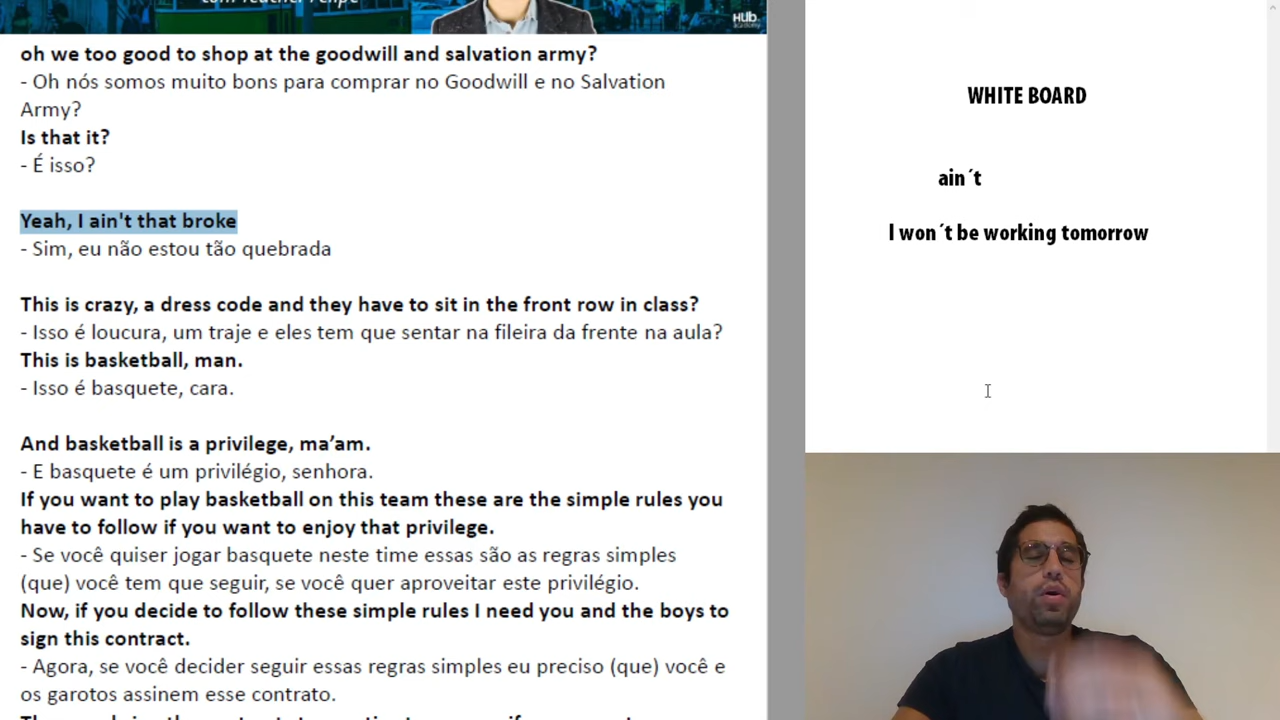 com Teacher Felipe
HUb
academy
oh we too good to shop at the goodwill and salvation army?
- Oh nós somos muito bons para comprar no Goodwill e no Salvation
Army?
Is that it?
- É isso?
Yeah, I ain't that broke
- Sim, eu não estou tão quebrada
This is crazy, a dress code and they have to sit in the front row in class?
- Isso é loucura, um traje e eles tem que sentar na fileira da frente na aula?
This is basketball, man.
- Isso é basquete, cara.
And basketball is a privilege, ma’am.
- E basquete é um privilégio, senhora.
If you want to play basketball on this team these are the simple rules you
have to follow if you want to enjoy that privilege.
- Se você quiser jogar basquete neste time essas são as regras simples
(que) você tem que seguir, se você quer aproveitar este privilégio.
Now, if you decide to follow these simple rules I need you and the boys to
sign this contract.
- Agora, se você decider seguir essas regras simples eu preciso (que) você e
os garotos assinem esse contrato.
WHITE BOARD
ain´t
I won´t be working tomorrow